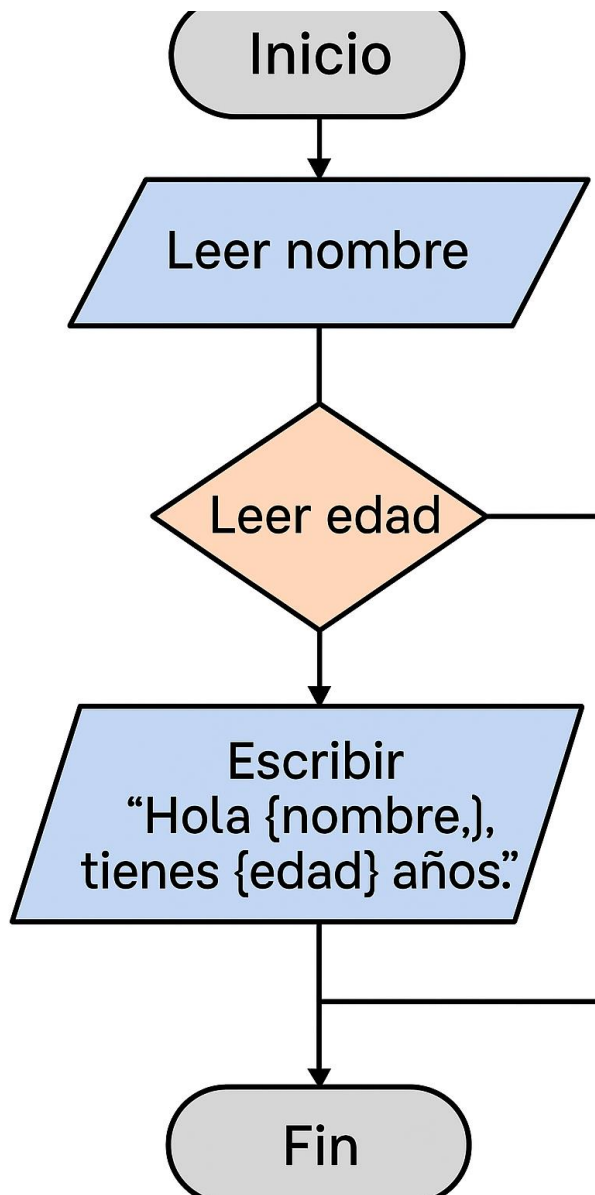 Inicio
Leer nombre
Leer edad
Escribir
“Hola {nombre,},
tienes {edad} años.”
Fin